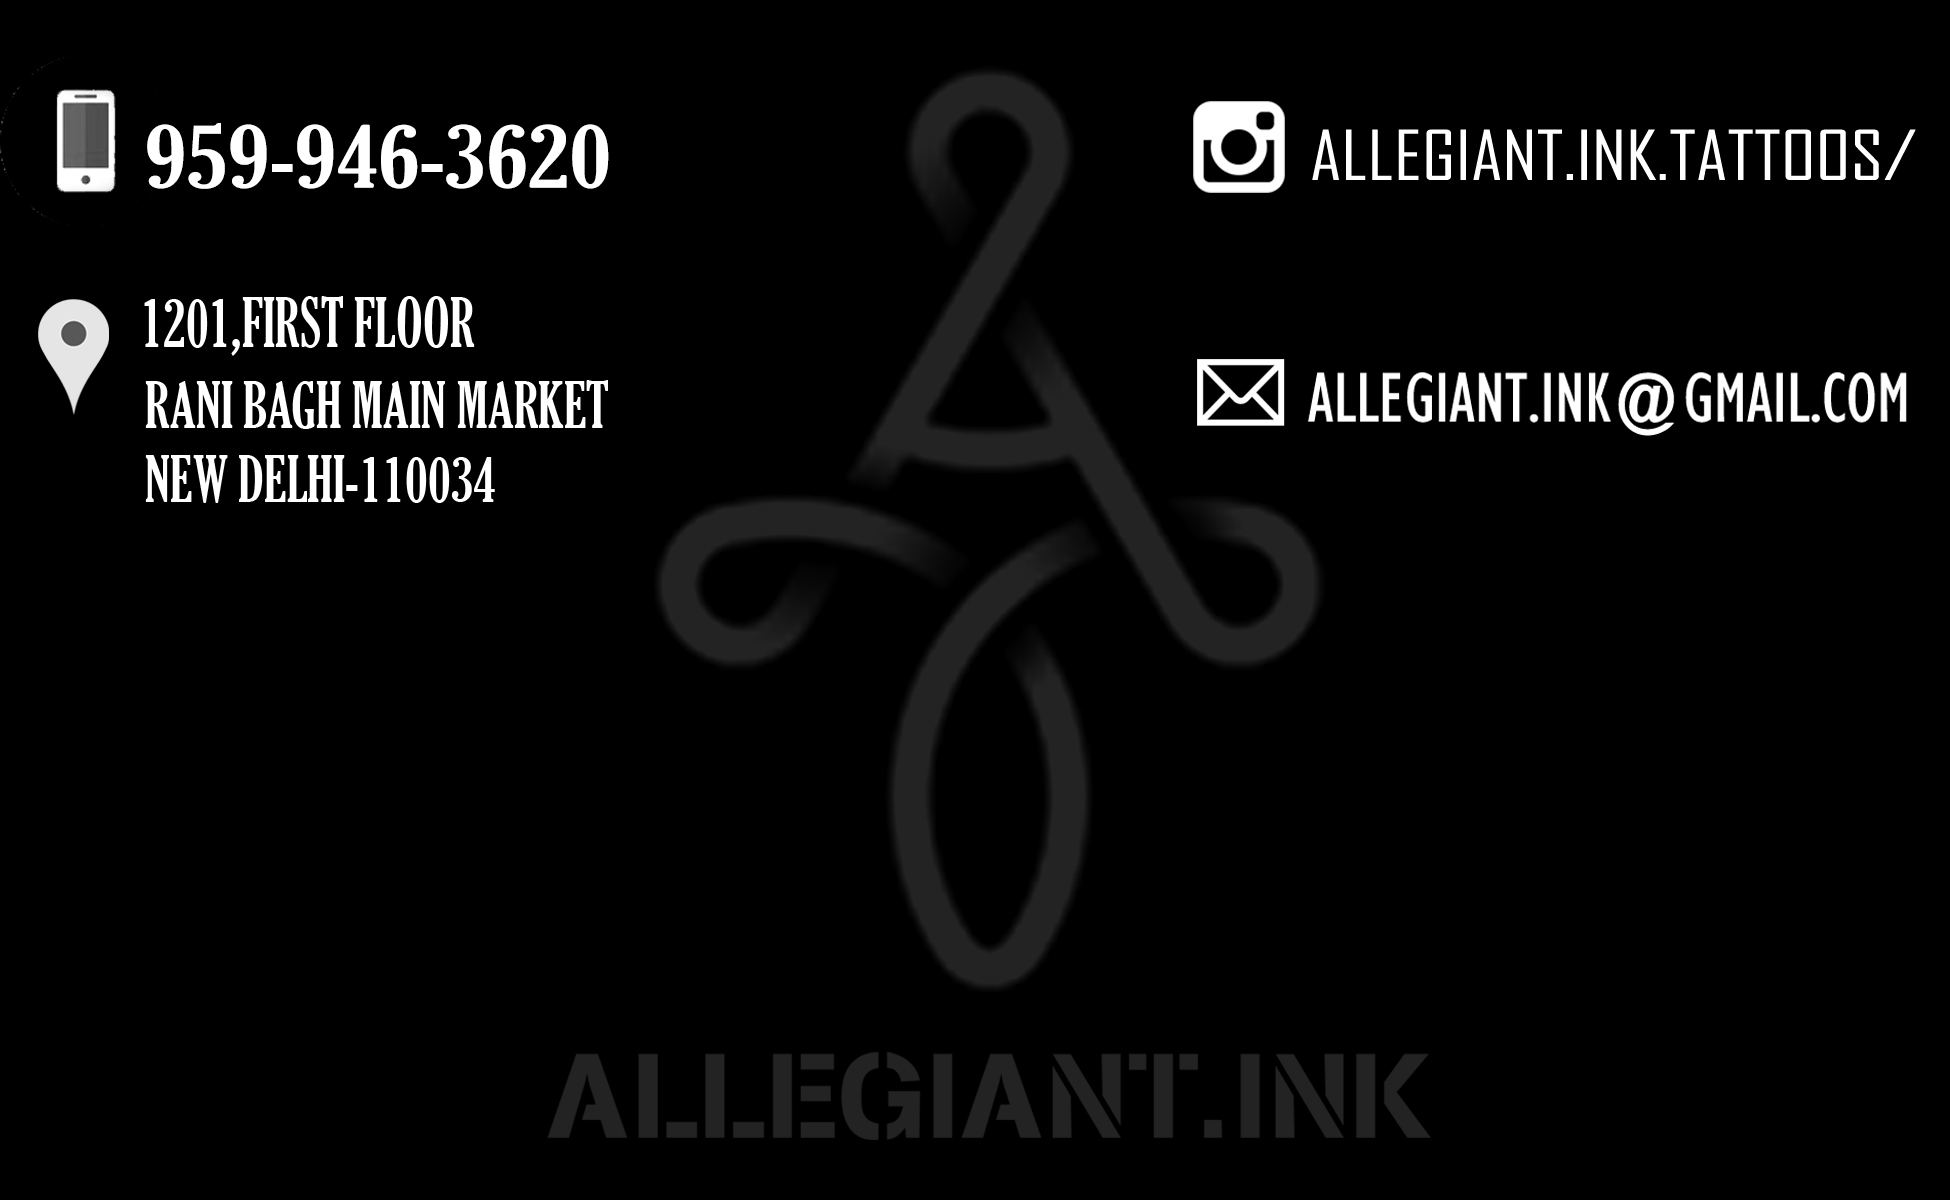 959-946-3620
1201,FIRST FLOOR
RANI BAGH MAIN MARKET
NEW DELHI-110034
ALLEGIANT.INK.TATTOOS/
ALLEGIANT.INK@GMAIL.COM
ALLEGIANT.INK